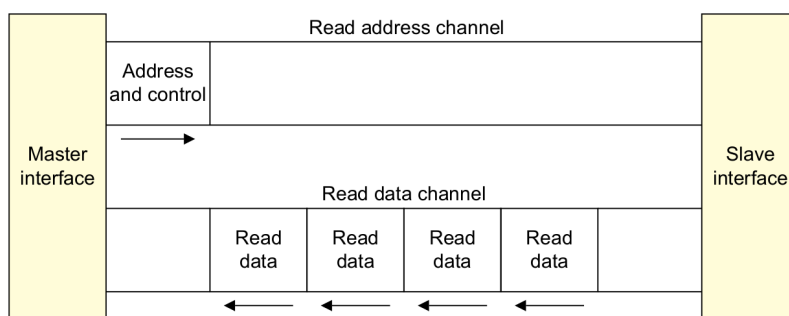 Read address channel
Address
and control
Master
interface
Slave
interface
Read data channel
Read
data
Read
data
Read
data
Read
data